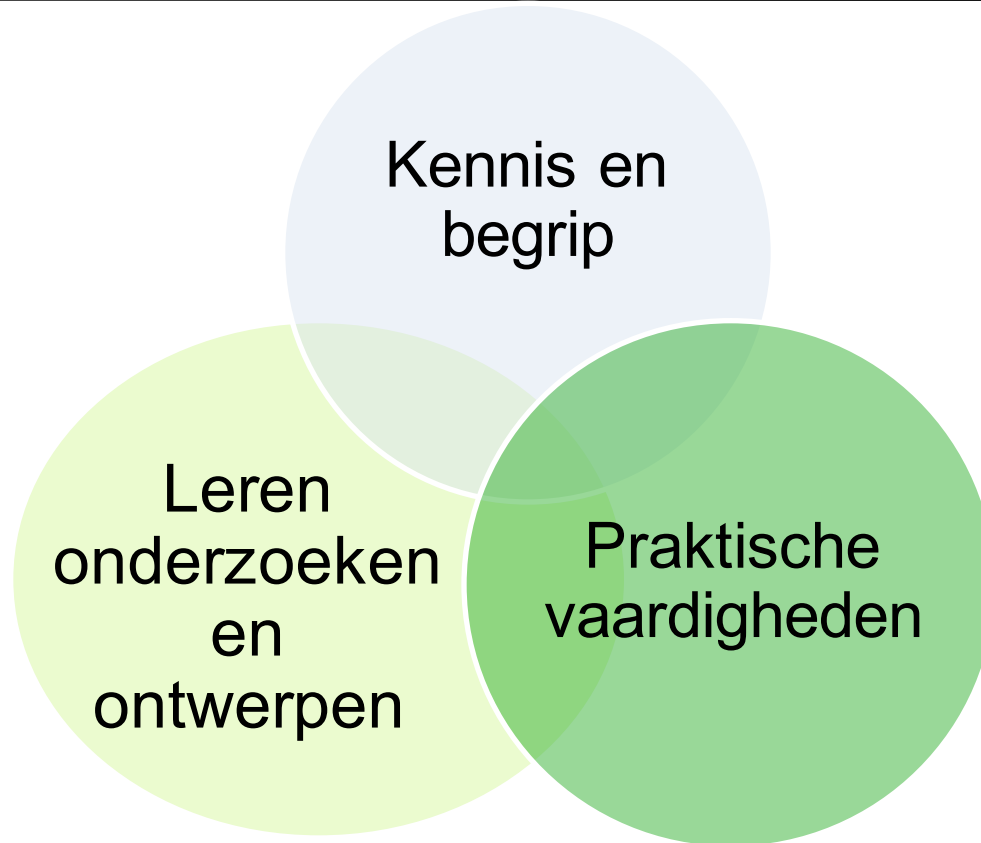 Kennis en
begrip
Leren
onderzoeken
en
ontwerpen
Praktische
vaardigheden